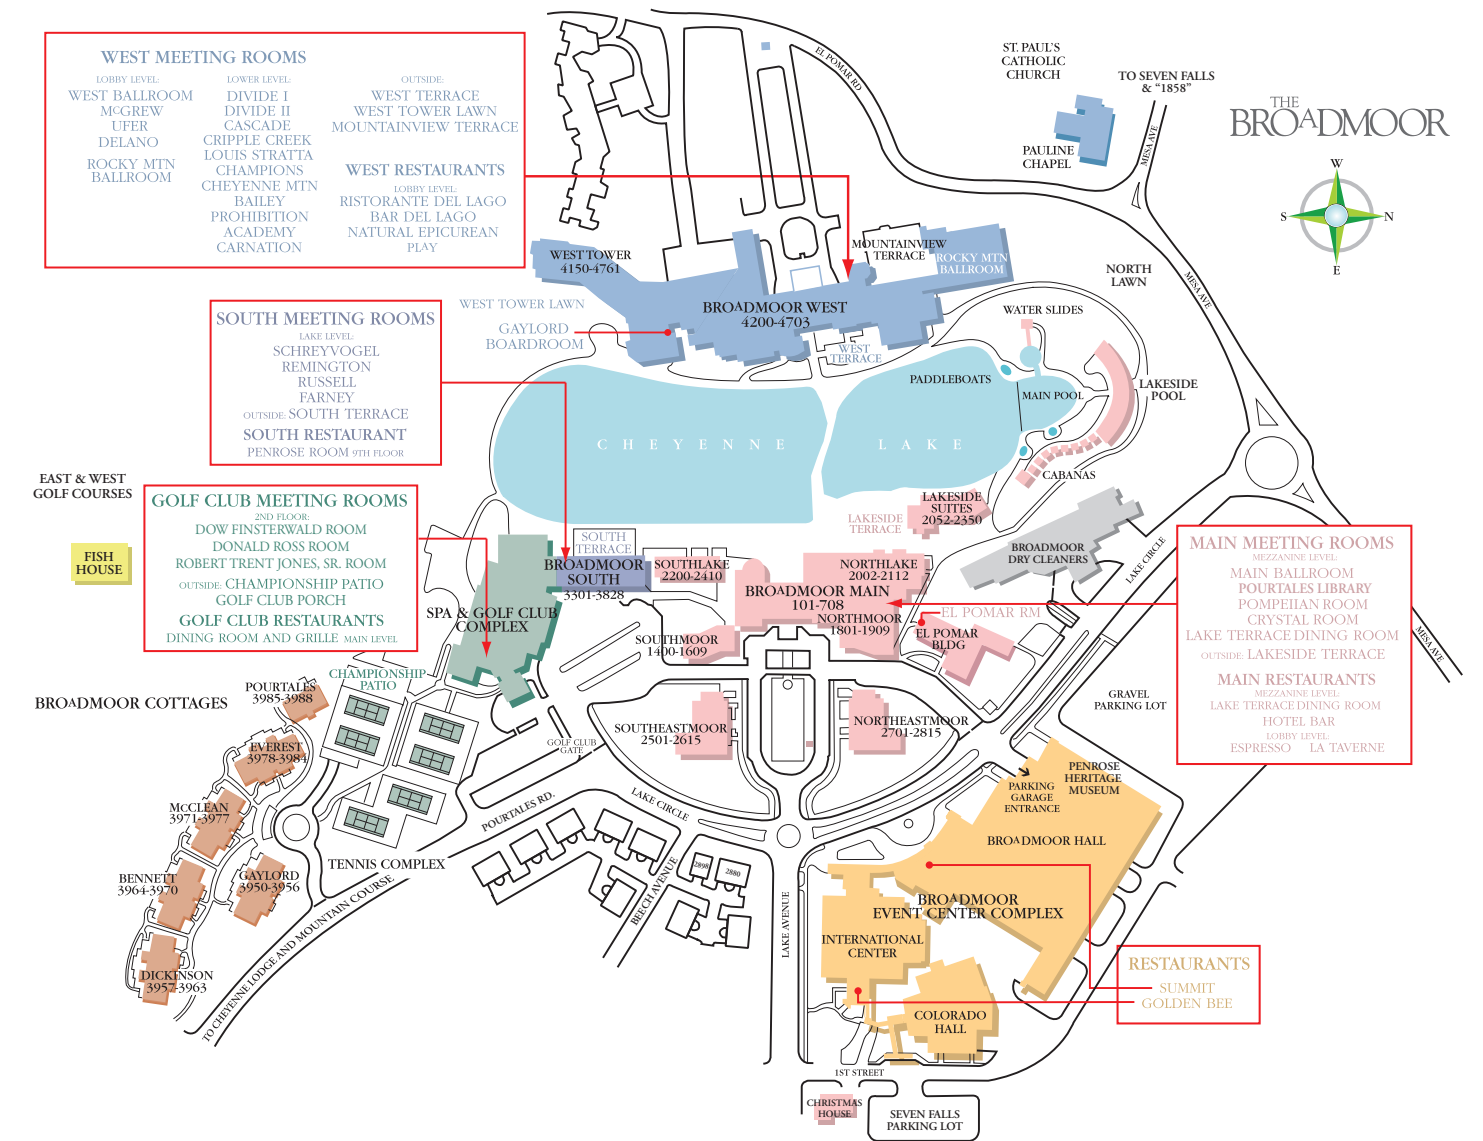 WEST MEETING ROOMS
LOBBY LEVEL:
WEST BALLROOM
McGREW
UFER
DELANO
ROCKY MTN
BALLROOM
LOWER LEVEL:
DIVIDE I
DIVIDE II
CASCADE
CRIPPLE CREEK
LOUIS STRATTA
CHAMPIONS
CHEYENNE MTN
BAILEY
PROHIBITION
ACADEMY
CARNATION
OUTSIDE:
WEST TERRACE
WEST TOWER LAWN
MOUNTAINVIEW TERRACE
WEST RESTAURANTS
LOBBY LEVEL:
RISTORANTE DEL LAGO
BAR DEL LAGO
NATURAL EPICUREAN
PLAY
EL POMAR RD
ST. PAUL'S
CATHOLIC
CHURCH
TO SEVEN FALLS
& “1858”
PAULINE
CHAPEL
MESA AVE
THE
BROADMOOR
W
S
N
E
MESA AVE
NORTH
LAWN
WEST TOWER
4150-4761
MOUNTAINVIEW
TERRACE
ROCKY MTN
BALLROOM
BROADMOOR WEST
4200-4703
WEST TOWER LAWN
GAYLORD
BOARDROOM
WEST
TERRACE
WATER SLIDES
PADDLEBOATS
MAIN POOL
LAKESIDE
POOL
CABANAS
CHEYENNE LAKE
SOUTH MEETING ROOMS
LAKE LEVEL:
SCHREYVOGEL
REMINGTON
RUSSELL
FARNEY
OUTSIDE: SOUTH TERRACE
SOUTH RESTAURANT
PENROSE ROOM 9TH FLOOR
EAST & WEST
GOLF COURSES
FISH
HOUSE
GOLF CLUB MEETING ROOMS
2ND FLOOR:
DOW FINSTERWALD ROOM
DONALD ROSS ROOM
ROBERT TRENT JONES, SR. ROOM
OUTSIDE: CHAMPIONSHIP PATIO
GOLF CLUB PORCH
GOLF CLUB RESTAURANTS
DINING ROOM AND GRILLE MAIN LEVEL
LAKESIDE
SUITES
2052-2350
LAKESIDE
TERRACE
SOUTH
TERRACE
BROADMOOR
SOUTH
3301-3828
SOUTHLAKE
2200-2410
NORTHLAKE
2002-2112
BROADMOOR MAIN
101-708
NORTHMOOR
1801-1909
SOUTHMOOR
1400-1609
BROADMOOR
DRY CLEANERS
LAKE CIRCLE
EL POMAR RM
EL POMAR
BLDG
SPA & GOLF CLUB
COMPLEX
CHAMPIONSHIP
PATIO
MAIN MEETING ROOMS
MEZZANINE LEVEL:
MAIN BALLROOM
POURTALES LIBRARY
POMPEIIAN ROOM
CRYSTAL ROOM
LAKE TERRACE DINING ROOM
OUTSIDE: LAKESIDE TERRACE
MAIN RESTAURANTS
MEZZANINE LEVEL:
LAKE TERRACE DINING ROOM
HOTEL BAR
LOBBY LEVEL:
ESPRESSO LA TAVERNE
MESA AVE
GRAVEL
PARKING LOT
BROADMOOR COTTAGES
POURTALES
3985-3988
EVEREST
3978-3984
McCLEAN
3971-3977
BENNETT
3964-3970
GAYLORD
3950-3956
DICKINSON
3957-3963
TENNIS COMPLEX
TO CHEYENNE LODGE AND MOUNTAIN COURSE
GOLF CLUB
GATE
POURTALES RD.
SOUTHEASTMOOR
2501-2615
NORTHEASTMOOR
2701-2815
LAKE CIRCLE
BEECH AVENUE
2898
2880
LAKE AVENUE
PENROSE
HERITAGE
MUSEUM
PARKING
GARAGE
ENTRANCE
BROADMOOR HALL
BROADMOOR
EVENT CENTER COMPLEX
INTERNATIONAL
CENTER
COLORADO
HALL
RESTAURANTS
SUMMIT
GOLDEN BEE
1ST STREET
CHRISTMAS
HOUSE
SEVEN FALLS
PARKING LOT